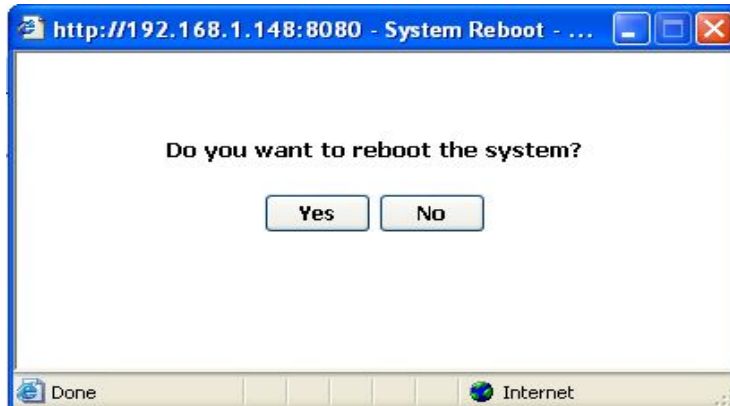 http://192.168.1.148:8080 - System Reboot - ...
Do you want to reboot the system?
Yes No
Done Internet